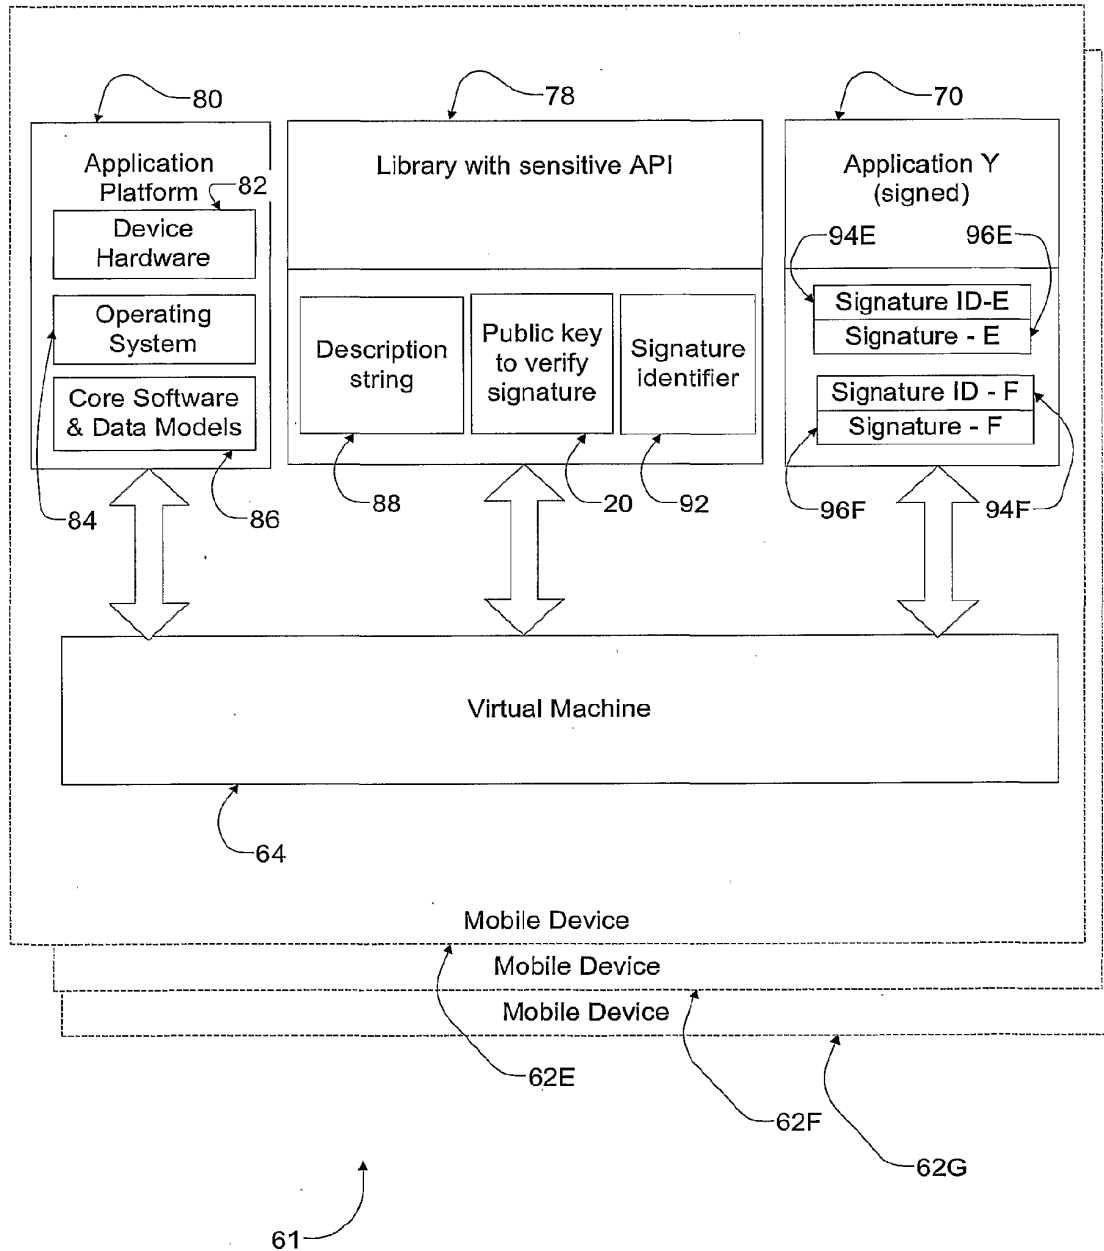 80
78
70
Application
Platform
82
Device
Hardware
Operating
System
Core Software
& Data Models
84
86
Library with sensitive API
Description
string
Public key
to verify
signature
Signature
identifier
88
20
92
Application Y
(signed)
94E
96E
Signature ID-E
Signature - E
Signature ID - F
Signature - F
96F
94F
Virtual Machine
64
Mobile Device
Mobile Device
Mobile Device
62E
62F
62G
61